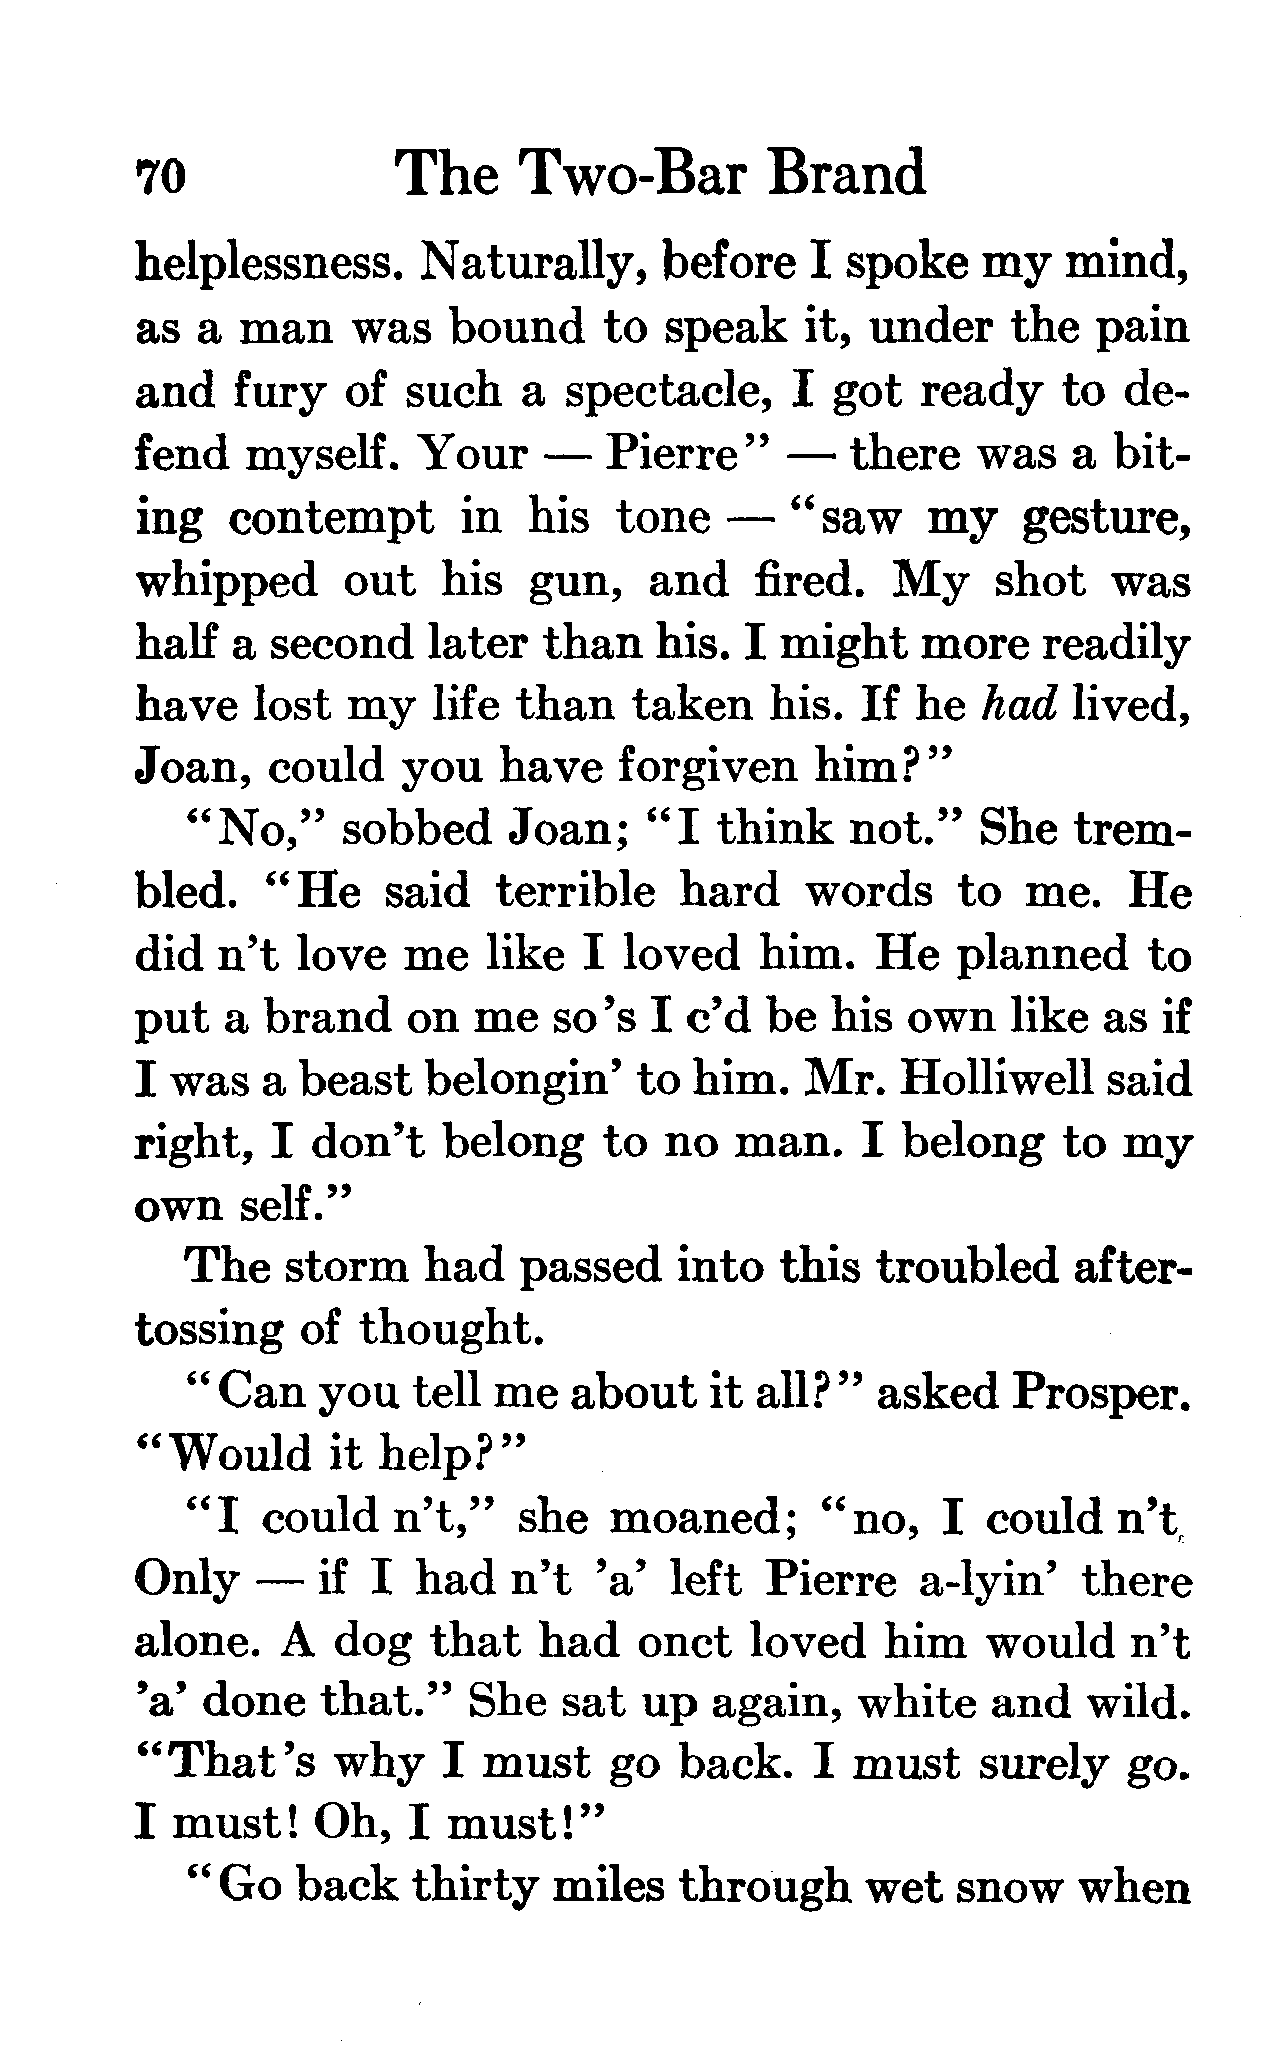 70 The Two-Bar Brand
helplessness. Naturally, before I spoke my mind,
as a man was bound to speak it, under the pain
and fury of such a spectacle, I got ready to de-
fend myself. Your — Pierre” — there was a bit-
ing contempt in his tone — “saw my gesture,
whipped out his gun, and fired. My shot was
half a second later than his. I might more readily
have lost my life than taken his. If he had lived,
Joan, could you have forgiven him?”
“No,” sobbed Joan; “I think not.” She trem-
bled. “He said terrible hard words to me. He
did n’t love me like I loved him. He planned to
put a brand on me so’s I c’d be his own like as if
I was a beast belongin’ to him. Mr. Holliwell said
right, I don’t belong to no man. I belong to my
own self.”
The storm had passed into this troubled after-
tossing of thought.
“Can you tell me about it all?” asked Prosper.
“Would it help?”
“I could n’t,” she moaned; “no, I could n’t.
Only — if I had n’t ’a’ left Pierre a-lyin’ there
alone. A dog that had onct loved him would n’t
’a’ done that.” She sat up again, white and wild.
“That’s why I must go back. I must surely go.
I must! Oh, I must!”
“Go back thirty miles through wet snow when